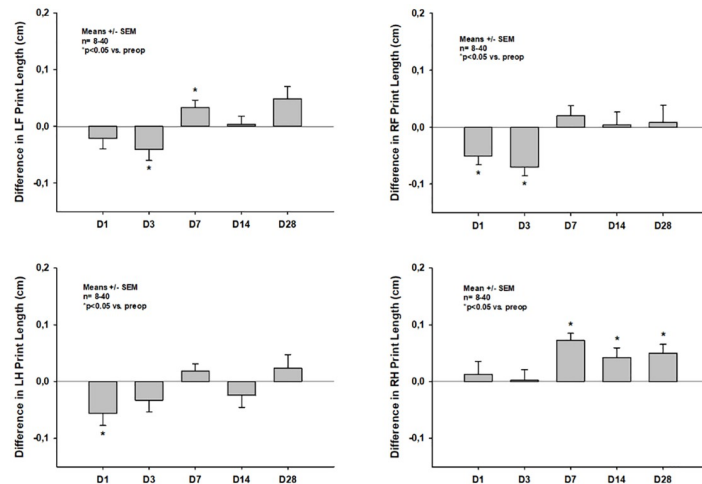 Difference in LF Print Length (cm)
0,2
0,1
0,0
-0,1
Means +/- SEM
n= 8-40
*p<0.05 vs. preop
*
*
D1 D3 D7 D14 D28
Difference in RF Print Length (cm)
0,2
0,1
0,0
-0,1
Means +/- SEM
n= 8-40
*p<0.05 vs. preop
* *
D1 D3 D7 D14 D28
Difference in LH Print Length (cm)
0,2
0,1
0,0
-0,1
Means +/- SEM
n= 8-40
*p<0.05 vs. preop
*
D1 D3 D7 D14 D28
Difference in RH Print Length (cm)
0,2
0,1
0,0
-0,1
Mean +/- SEM
n= 8-40
*p<0.05 vs. preop
* * *
D1 D3 D7 D14 D28